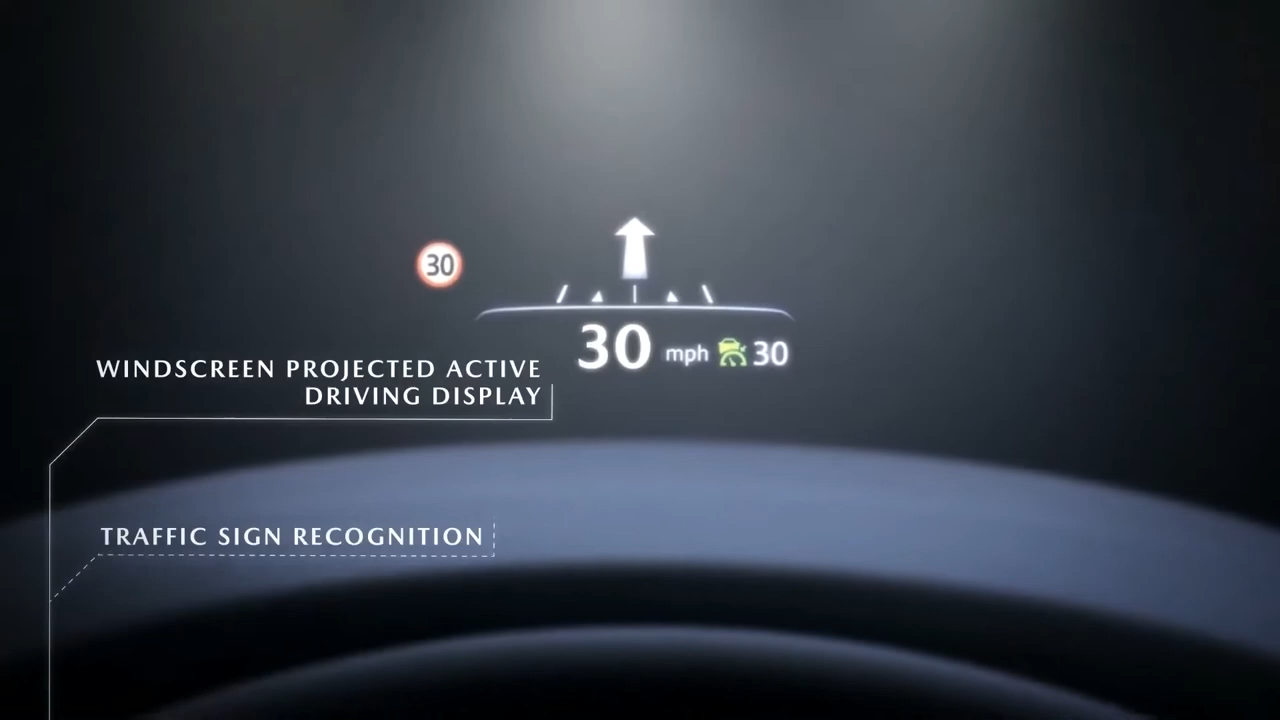 30
30 mph 30
WINDSCREEN PROJECTED ACTIVE
DRIVING DISPLAY
TRAFFIC SIGN RECOGNITION